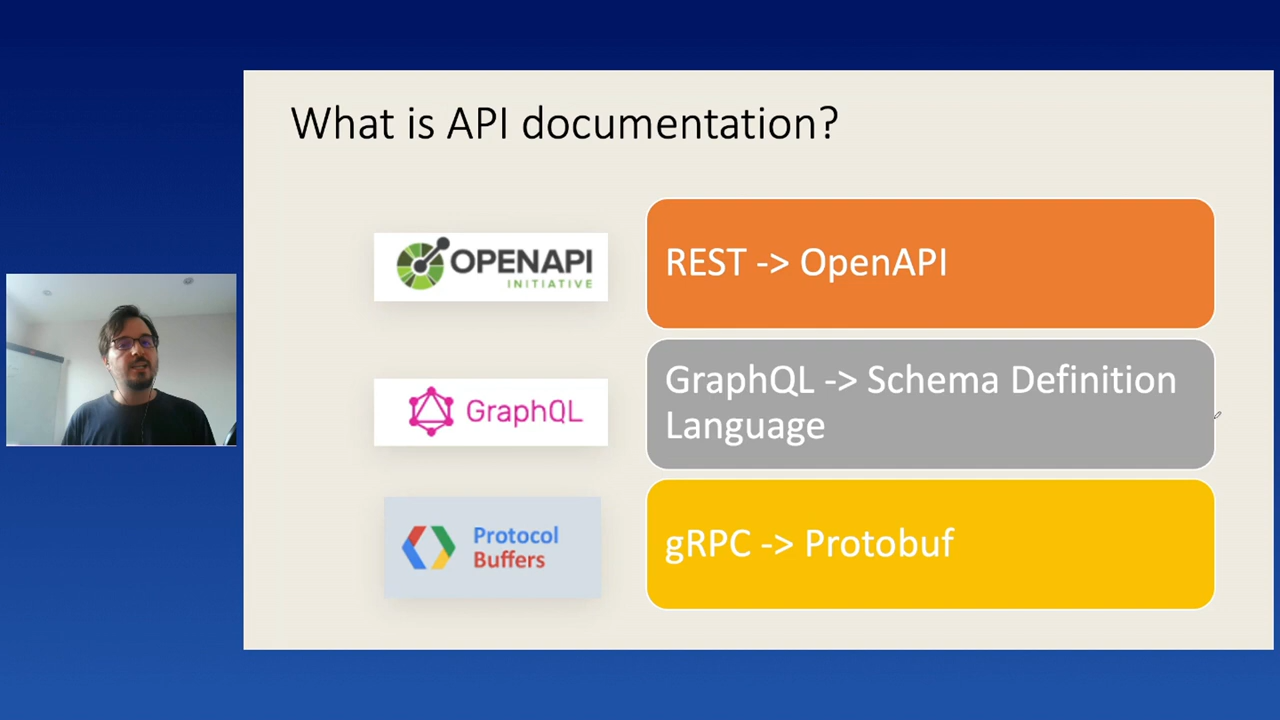 What is API documentation?
OPENAPI
INITIATIVE
REST -> OpenAPI
GraphQL
GraphQL -> Schema Definition
Language
Protocol
Buffers
gRPC -> Protobuf